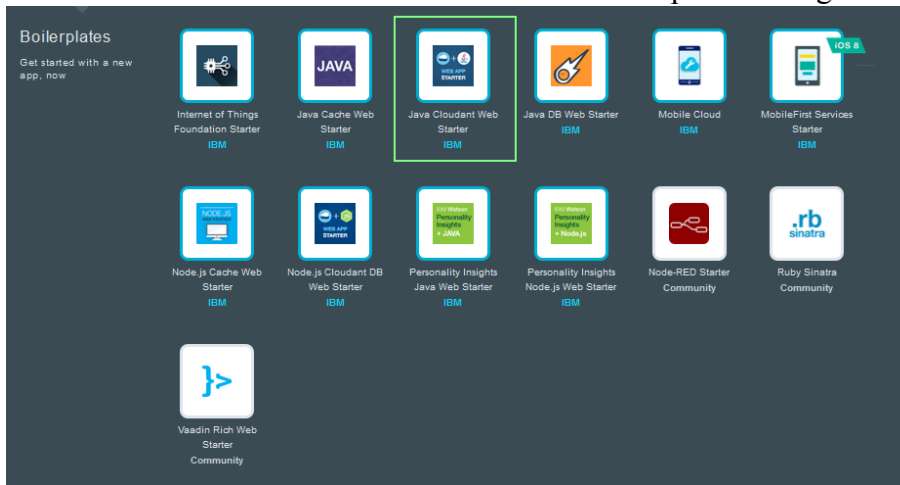 Boilerplates
Get started with a new
app, now
JAVA
WEB APP
STARTER
iOS 8
Internet of Things
Foundation Starter
IBM
Java Cache Web
Starter
IBM
Java Cloudant Web
Starter
IBM
Java DB Web Starter
IBM
Mobile Cloud
IBM
MobileFirst Services
Starter
IBM
NODE JS
WEB APP
STARTER
IBM Watson
Personality
Insights
+ JAVA
IBM Watson
Personality
Insights
+ Node.js
.rb
sinatra
Node.js Cache Web
Starter
IBM
Node.js Cloudant DB
Web Starter
IBM
Personality Insights
Java Web Starter
IBM
Personality Insights
Node.js Web Starter
IBM
Node-RED Starter
Community
Ruby Sinatra
Community
}>
Vaadin Rich Web
Starter
Community